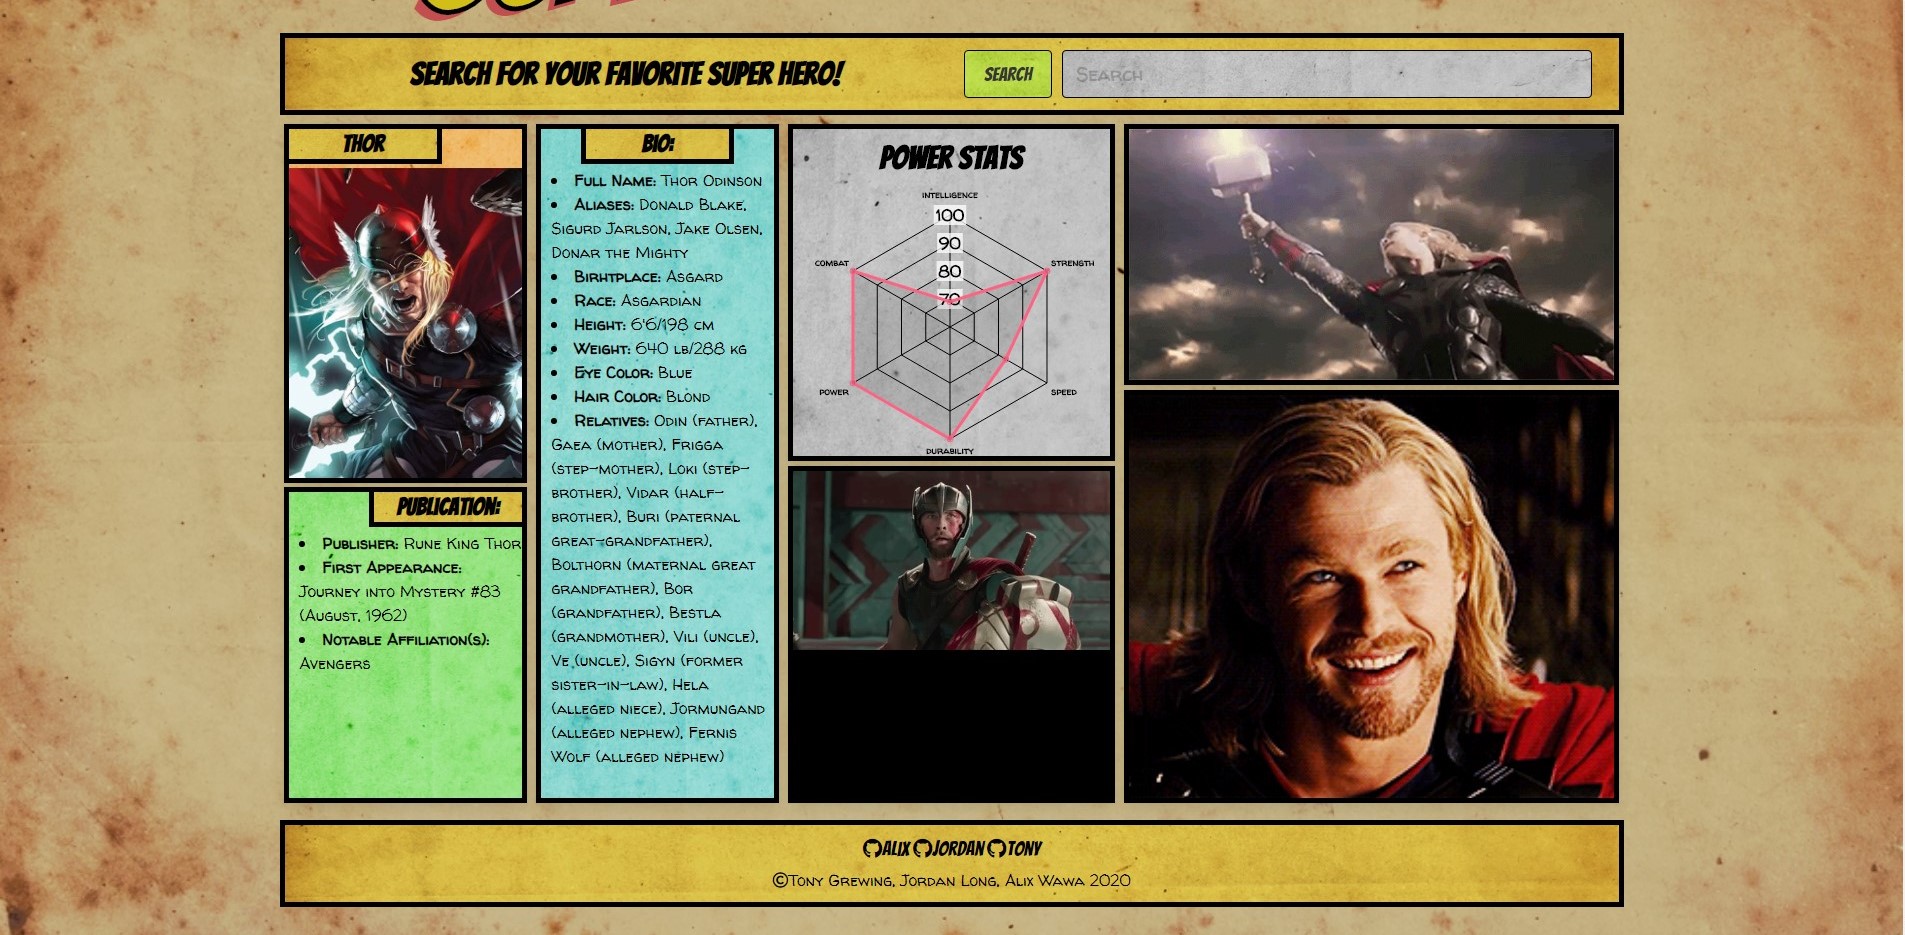 SEARCH FOR YOUR FAVORITE SUPER HERO!
SEARCH
Search
THOR
PUBLICATION:
Publisher: Rune King Thor
First Appearance:
Journey into Mystery #83
(August, 1962)
Notable Affiliation(s):
Avengers
BIO:
Full Name: Thor Odinson
Aliases: Donald Blake,
Sigurd Jarlson, Jake Olsen,
Donar the Mighty
Birhtplace: Asgard
Race: Asgardian
Height: 6'6/198 cm
Weight: 640 lb/288 kg
Eye Color: Blue
Hair Color: Blond
Relatives: Odin (father),
Gaea (mother), Frigga
(step-mother), Loki (step-
brother), Vidar (half-
brother), Buri (paternal
great-grandfather),
Bolthorn (maternal great
grandfather), Bor
(grandfather), Bestla
(grandmother), Vili (uncle),
Ve (uncle), Sigyn (former
sister-in-law), Hela
(alleged niece), Jormungand
(alleged nephew), Fernis
Wolf (alleged nephew)
POWER STATS
INTELLIGENCE
100
90
80
70
COMBAT
STRENGTH
POWER
SPEED
DURABILITY
ALIX JORDAN TONY
©Tony Grewing, Jordan Long, Alix Wawa 2020